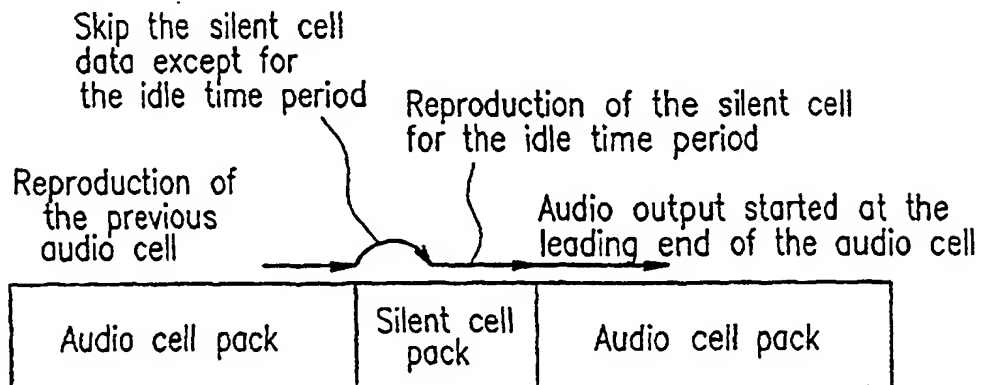 Skip the silent cell
data except for
the idle time period
Reproduction of the silent cell
for the idle time period
Reproduction of
the previous
audio cell
Audio output started at the
leading end of the audio cell
Audio cell pack
Silent cell
pack
Audio cell pack